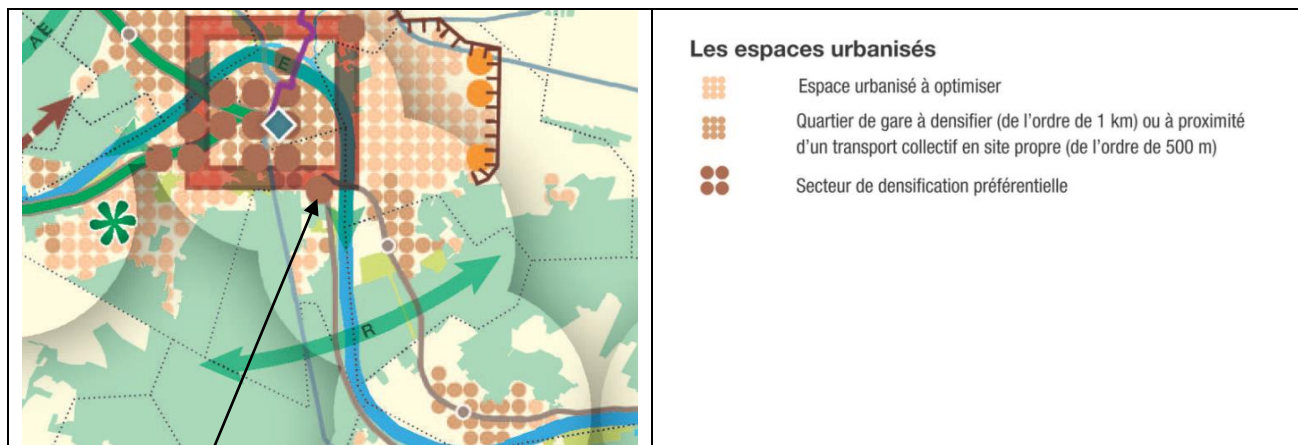 AE
E
R
Les espaces urbanisés
Espace urbanisé à optimiser
Quartier de gare à densifier (de l'ordre de 1 km) ou à proximité
d'un transport collectif en site propre (de l'ordre de 500 m)
Secteur de densification préférentielle